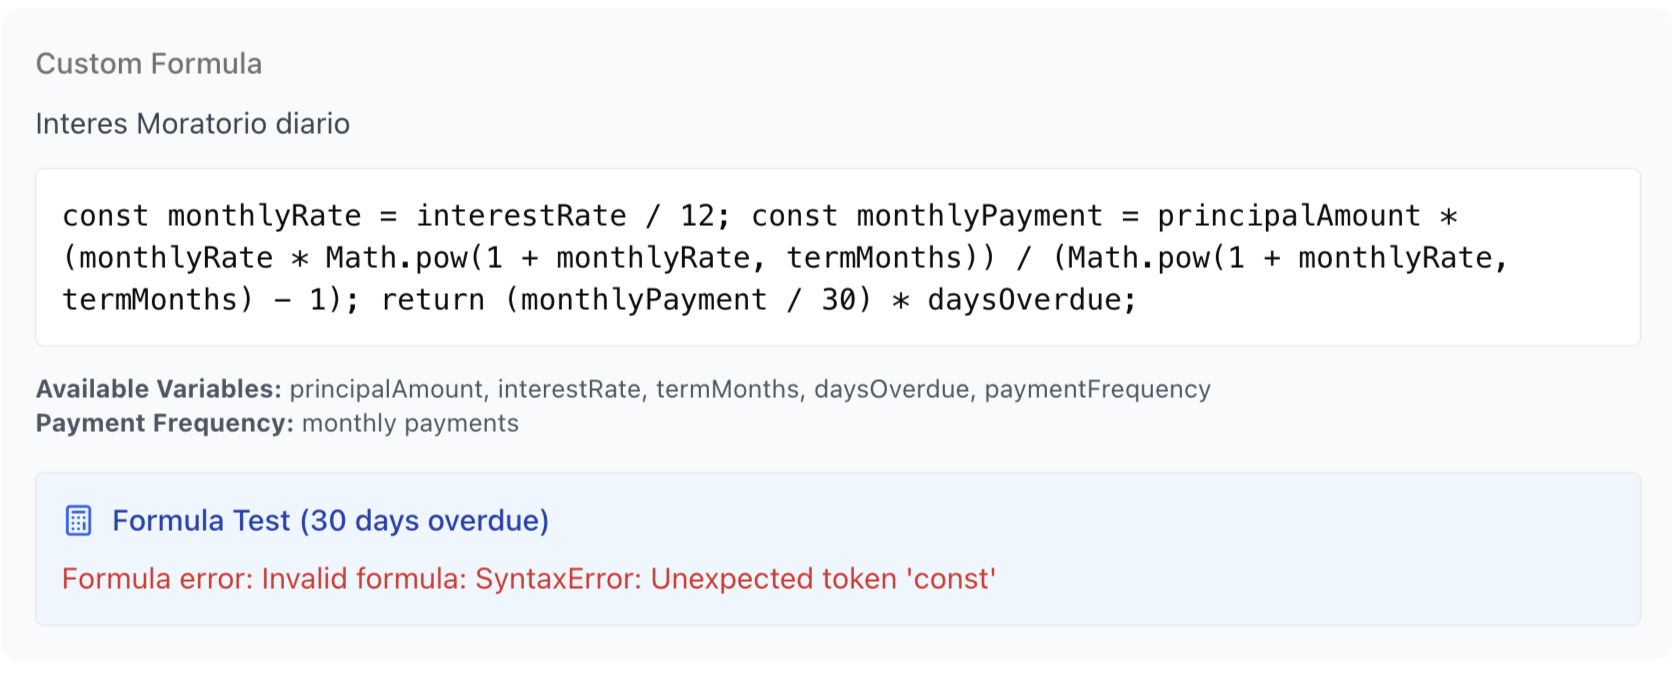 Custom Formula
Interes Moratorio diario
const monthlyRate = interestRate / 12; const monthlyPayment = principalAmount *
(monthlyRate * Math.pow(1 + monthlyRate, termMonths)) / (Math.pow(1 + monthlyRate,
termMonths) − 1); return (monthlyPayment / 30) * daysOverdue;
Available Variables: principalAmount, interestRate, termMonths, daysOverdue, paymentFrequency
Payment Frequency: monthly payments
Formula Test (30 days overdue)
Formula error: Invalid formula: SyntaxError: Unexpected token 'const'